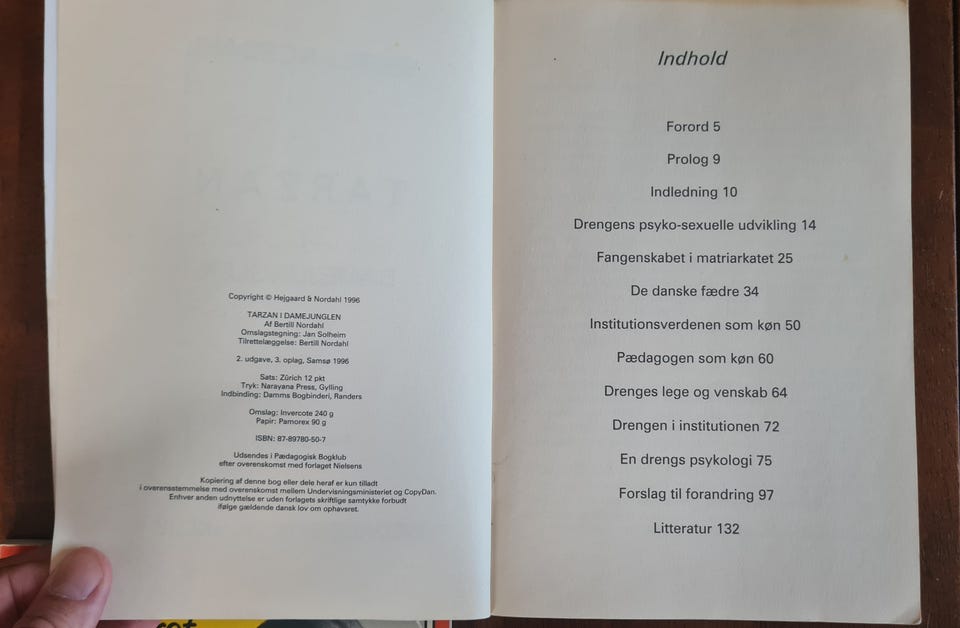 Copyright © Hejgaard & Nordahl 1996
TARZAN I DAMEJUNGLEN
Af Bertill Nordahl
Omslagstegning: Jan Solheim
Tilrettelæggelse: Bertill Nordahl
2. udgave, 3. oplag, Samsø 1996
Sats: Zürich 12 pkt
Tryk: Narayana Press, Gylling
Indbinding: Damms Bogbinderi, Randers
Omslag: Invercote 240 g
Papir: Pamorex 90 g
ISBN: 87-89780-50-7
Udsendes i Pædagogisk Bogklub
efter overenskomst med forlaget Nielsens
Kopiering af denne bog eller dele heraf er kun tilladt
i overensstemmelse med overenskomst mellem Undervisningsministeriet og CopyDan.
Enhver anden udnyttelse er uden forlagets skriftlige samtykke forbudt
ifølge gældende dansk lov om ophavsret.
Indhold
Forord 5
Prolog 9
Indledning 10
Drengens psyko-sexuelle udvikling 14
Fangenskabet i matriarkatet 25
De danske fædre 34
Institutionsverdenen som køn 50
Pædagogen som køn 60
Drenges lege og venskab 64
Drengen i institutionen 72
En drengs psykologi 75
Forslag til forandring 97
Litteratur 132